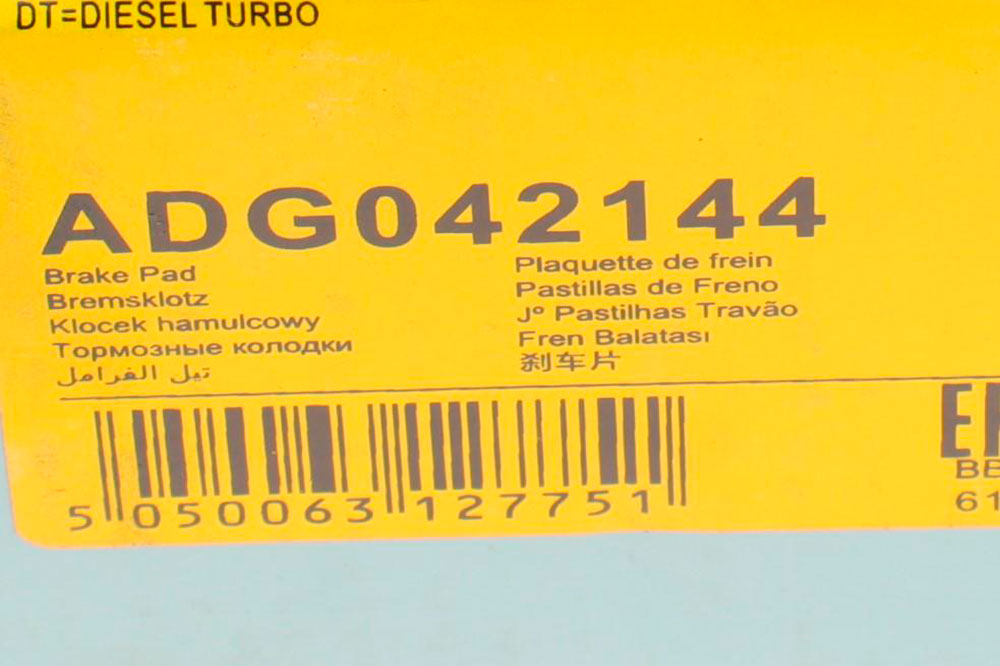 DT=DIESEL TURBO
ADG042144
Brake Pad
Bremsklotz
Klocek hamulcowy
Тормозные колодки
تيل الفرامل
Plaquette de frein
Pastillas de Freno
Jº Pastilhas Travão
Fren Balatası
刹车片
5 050063 127751